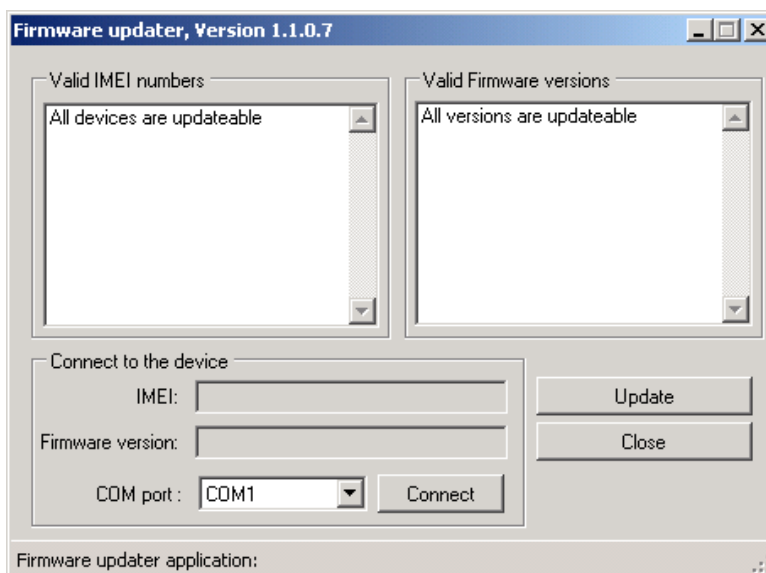 Firmware updater, Version 1.1.0.7
Valid IMEI numbers
All devices are updateable
Valid Firmware versions
All versions are updateable
Connect to the device
IMEI:
Firmware version:
COM port :
COM1
Connect
Update
Close
Firmware updater application: